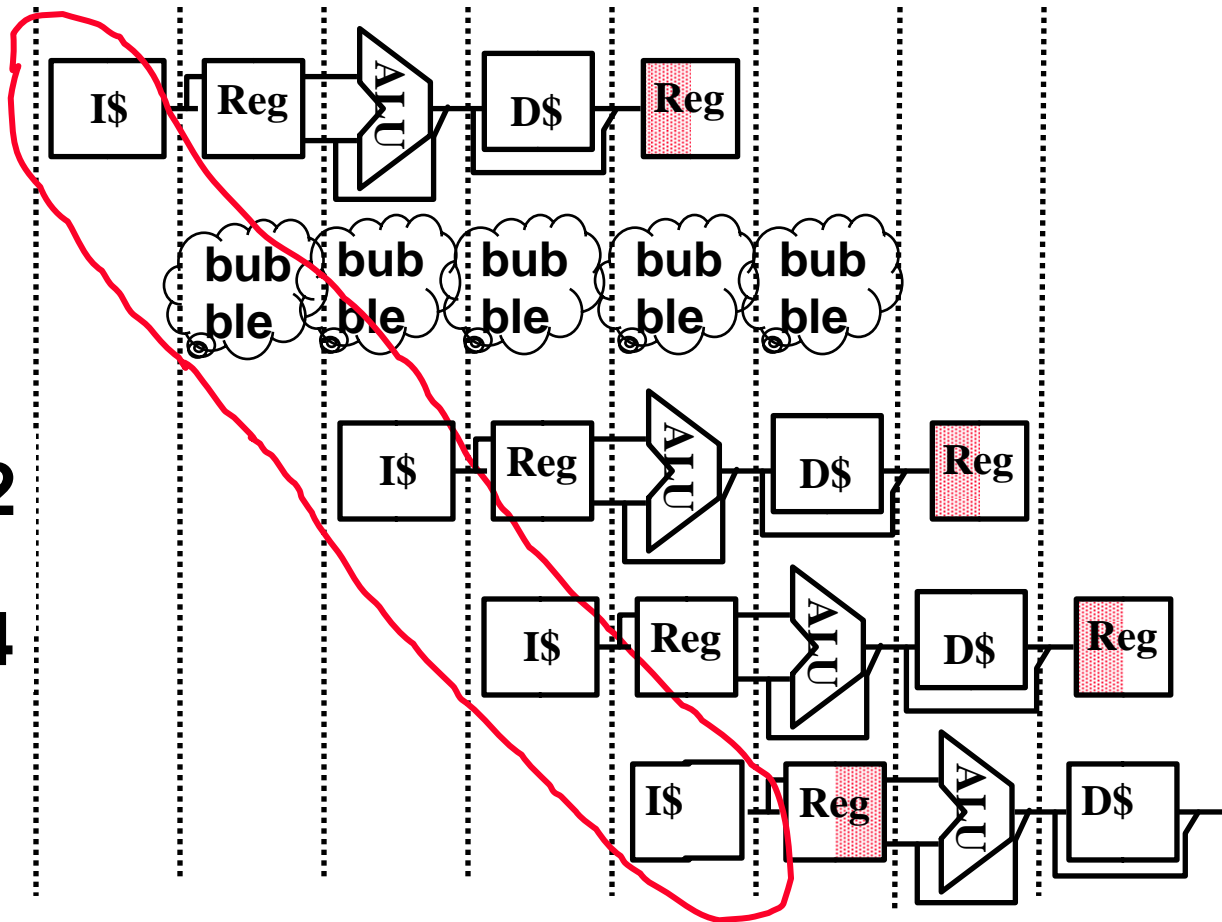 I$ Reg ALU D$ Reg
bub bub bub bub bub
ble ble ble ble ble
I$ Reg ALU D$ Reg
2
I$ Reg ALU D$ Reg
4
I$ Reg ALU D$